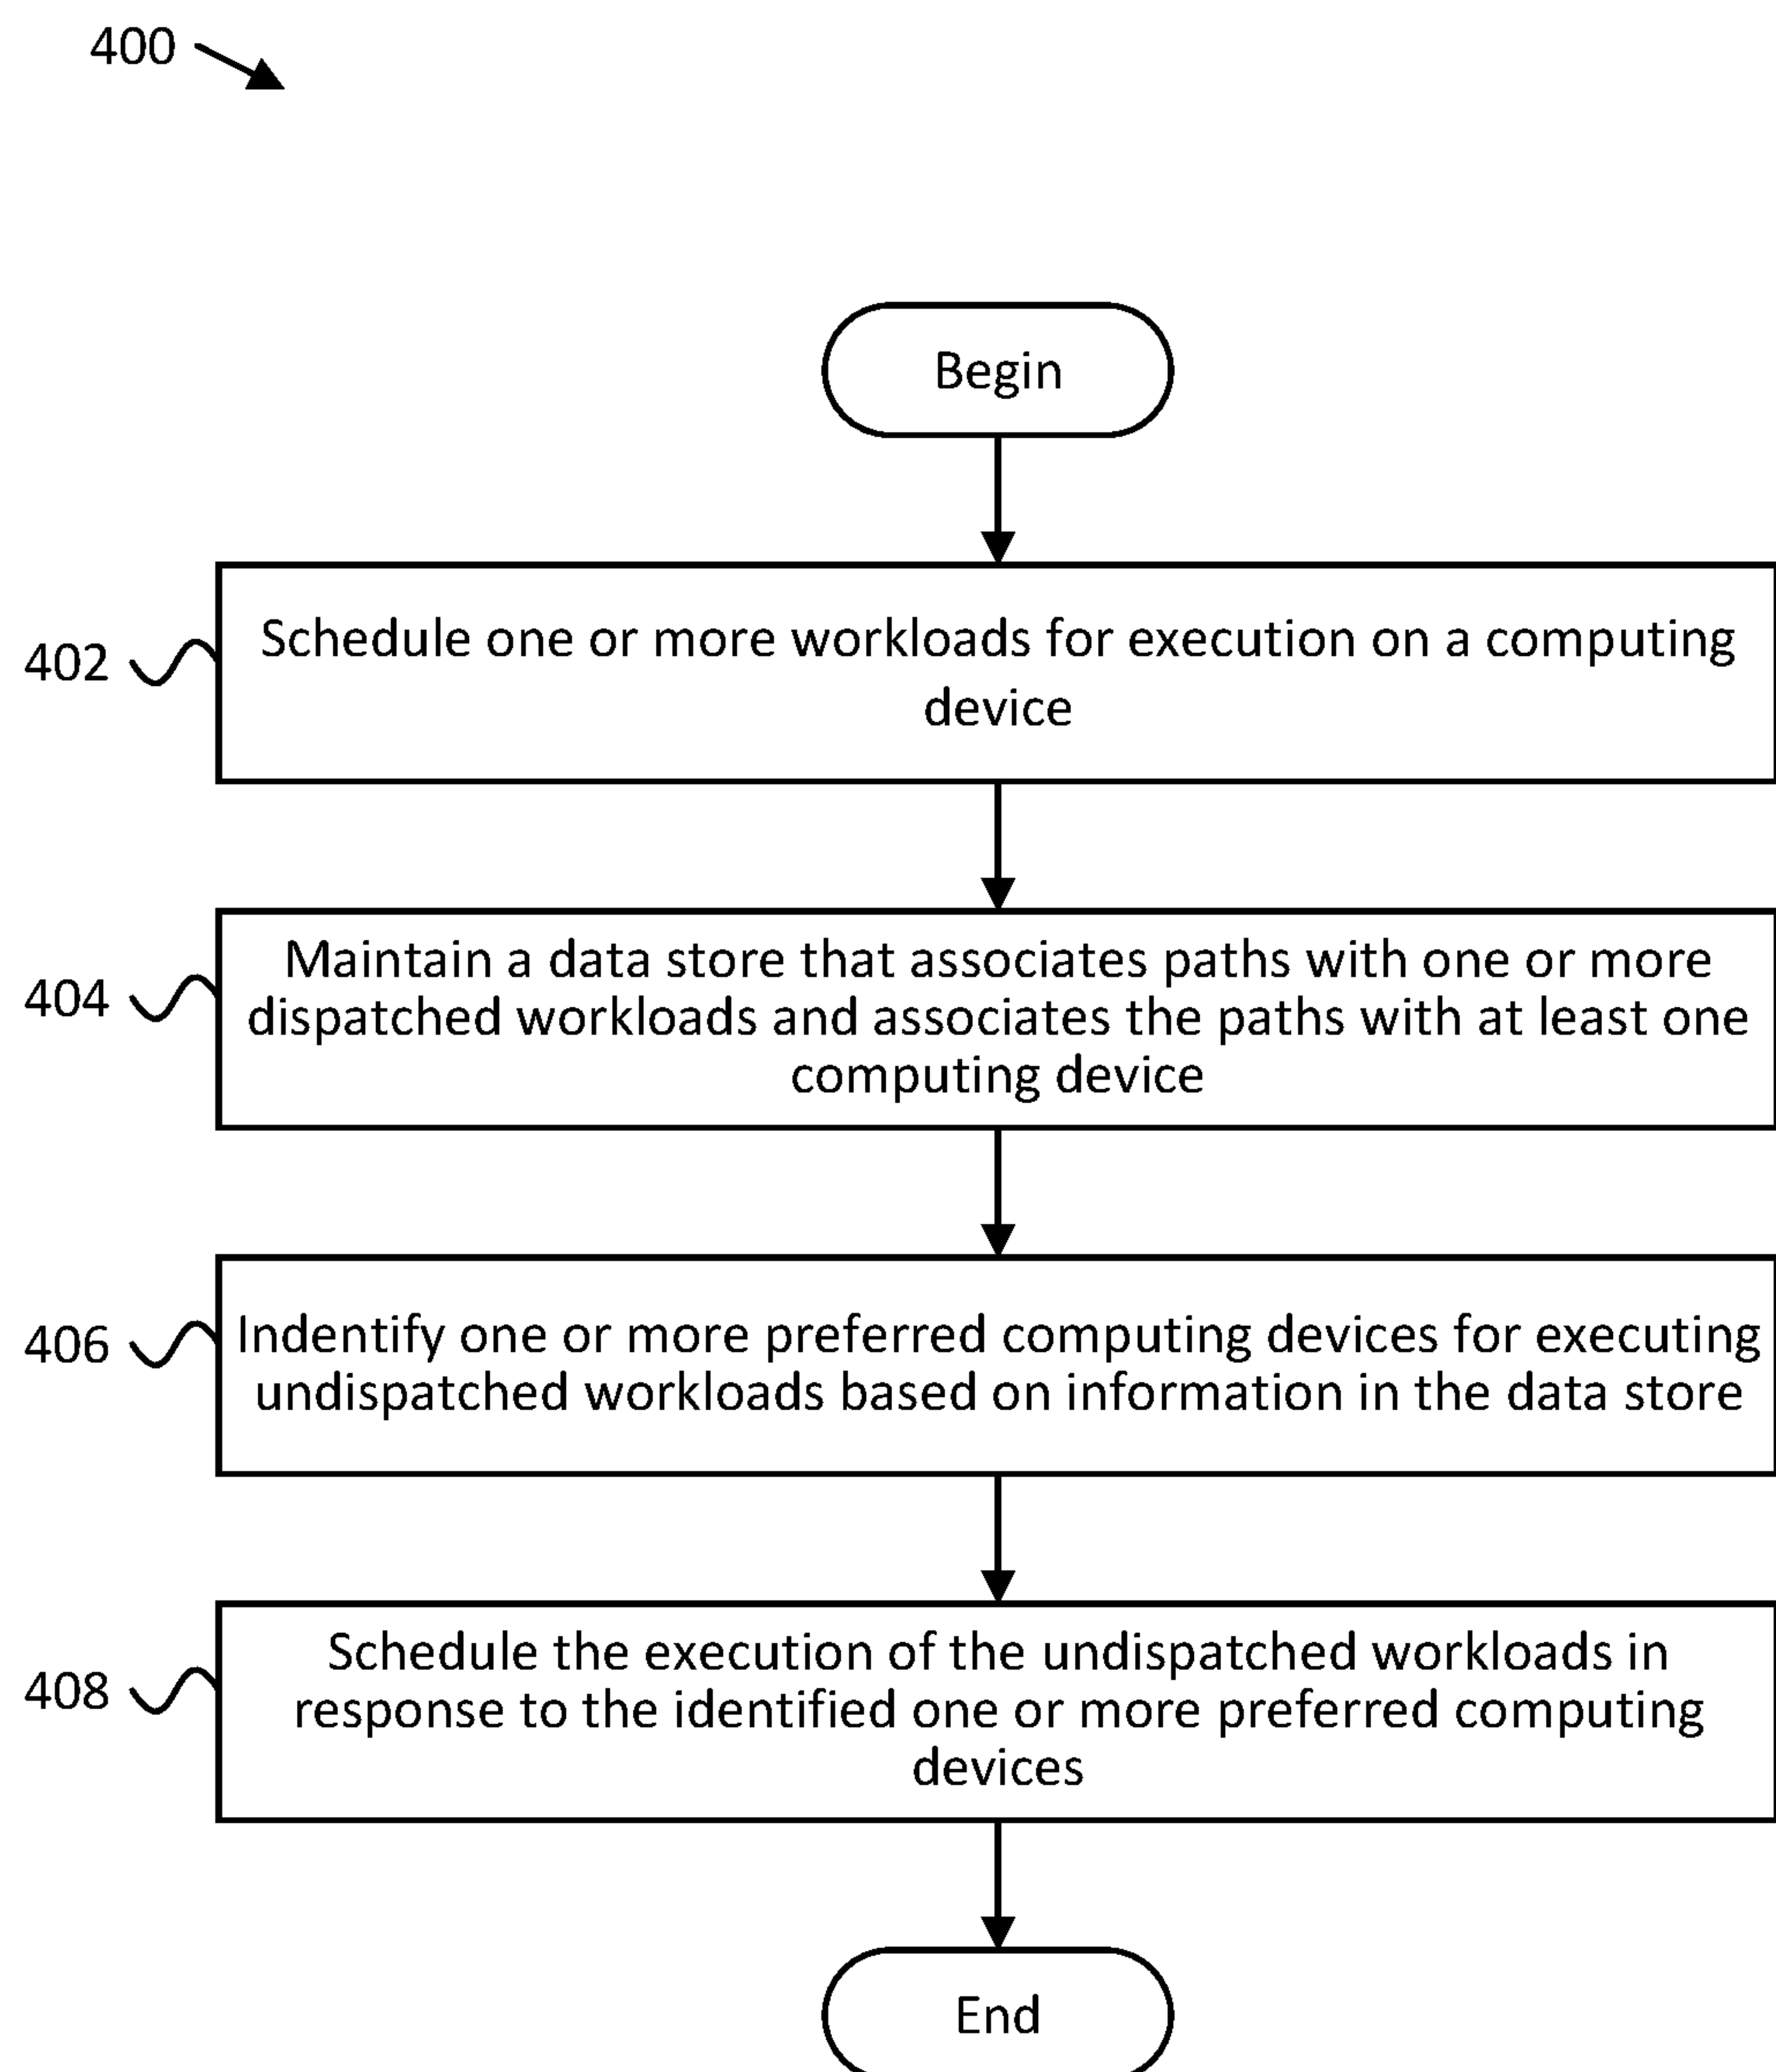 400
Begin
402
Schedule one or more workloads for execution on a computing
device
404
Maintain a data store that associates paths with one or more
dispatched workloads and associates the paths with at least one
computing device
406
Indentify one or more preferred computing devices for executing
undispatched workloads based on information in the data store
408
Schedule the execution of the undispatched workloads in
response to the identified one or more preferred computing
devices
End